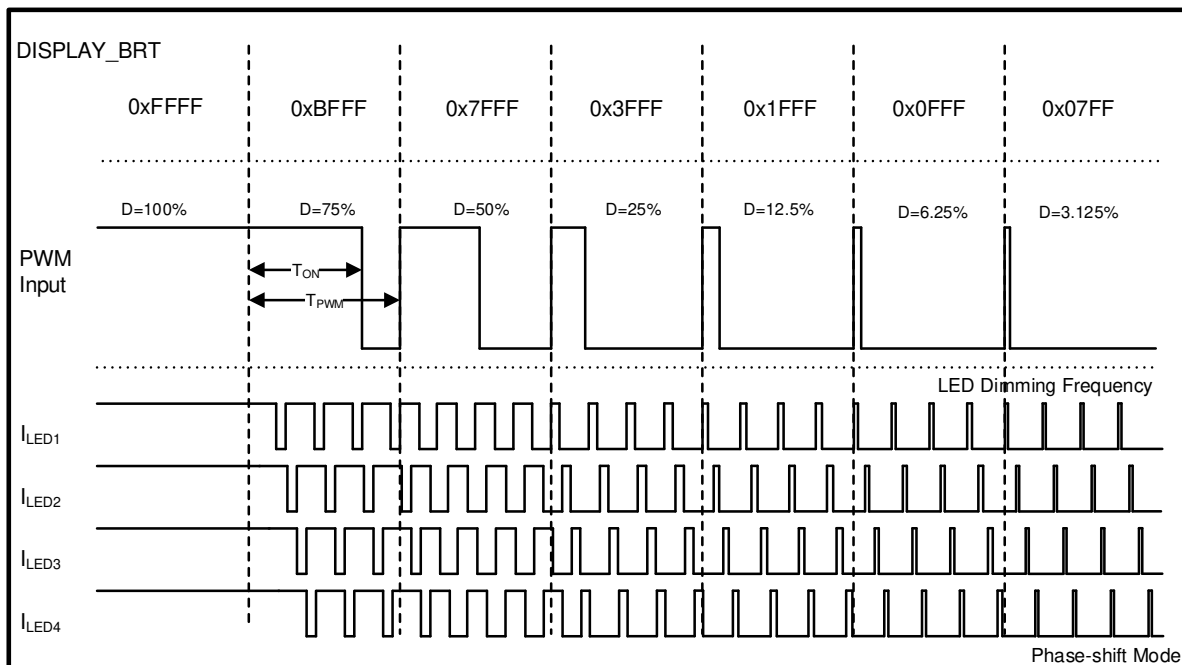 DISPLAY_BRT
0xFFFF 0xBFFF 0x7FFF 0x3FFF 0x1FFF 0x0FFF 0x07FF
D=100% D=75% D=50% D=25% D=12.5% D=6.25% D=3.125%
PWM
Input
TON
TPWM
LED Dimming Frequency
ILED1
ILED2
ILED3
ILED4
Phase-shift Mode